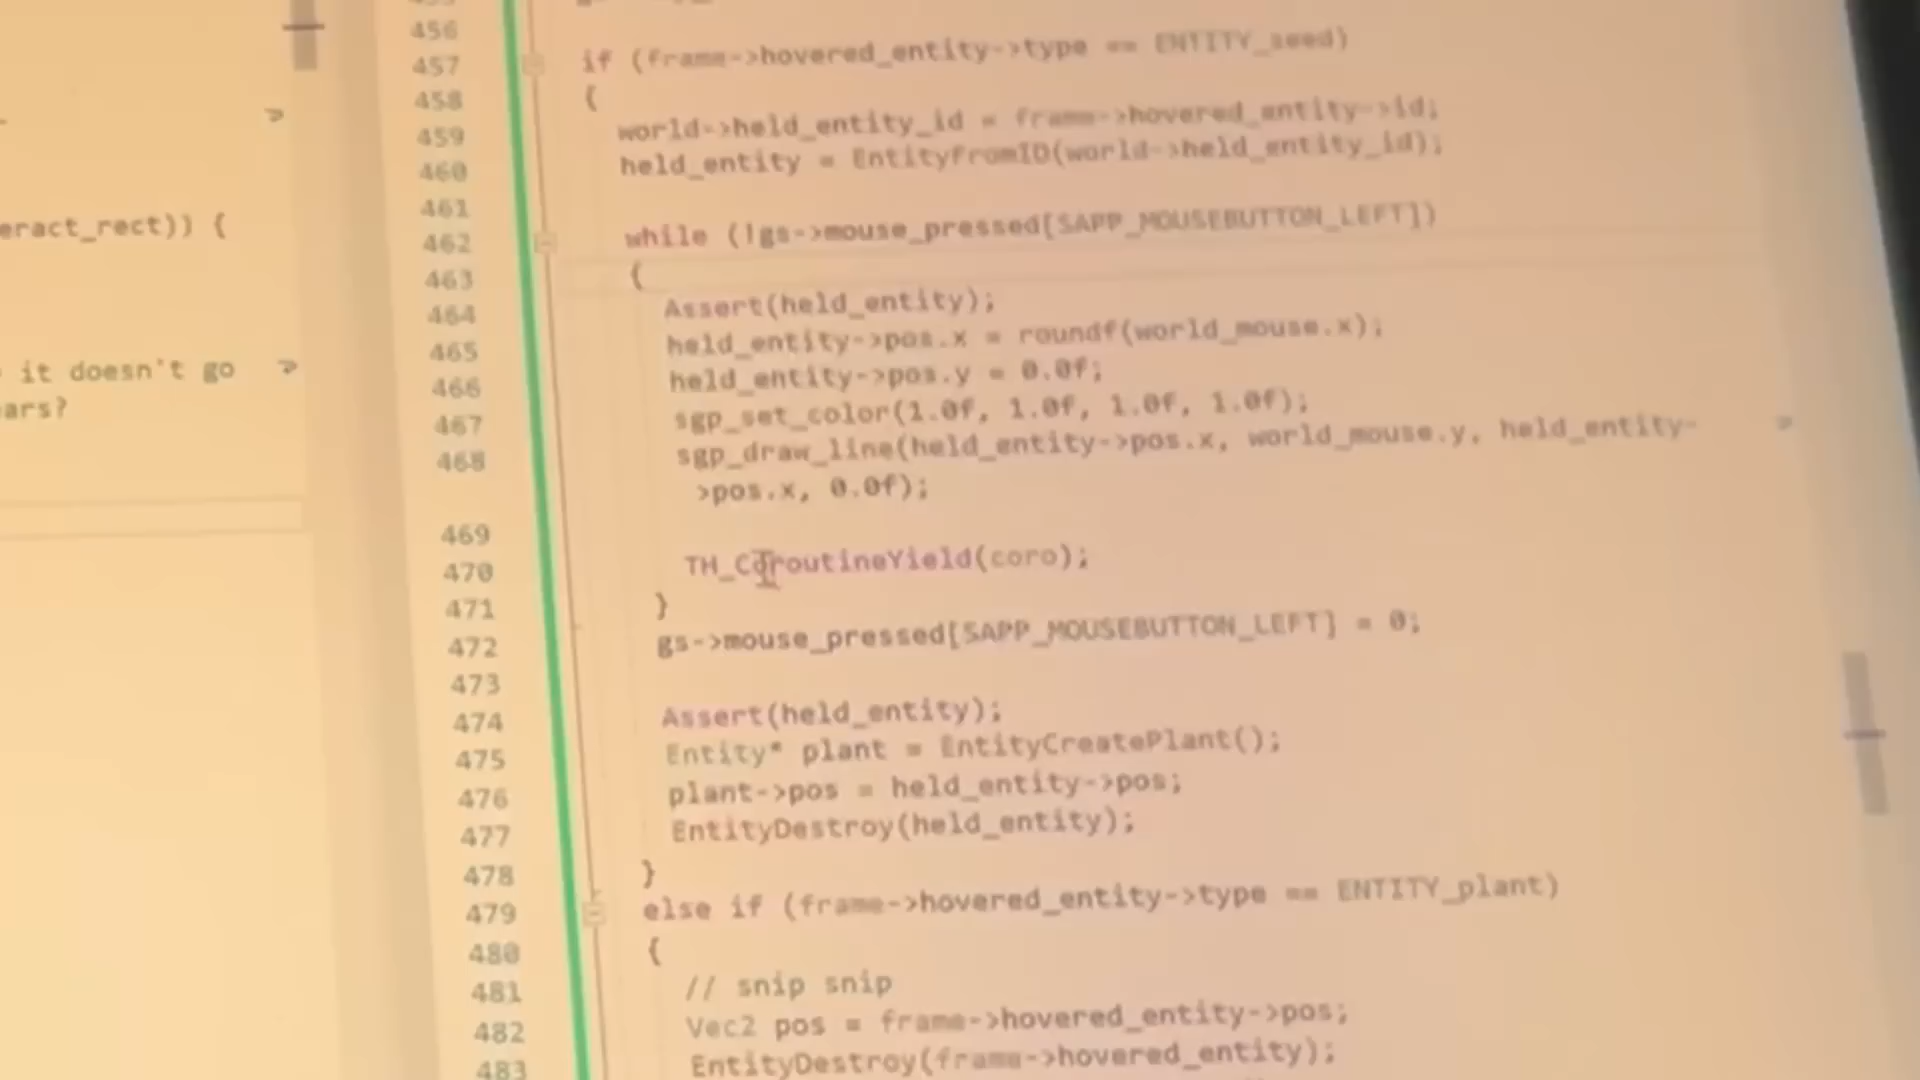 eract_rect)) {
it doesn't go
ars?
456
457 if (frame->hovered_entity->type == ENTITY_seed)
458 {
459 world->held_entity_id = frame->hovered_entity->id;
460 held_entity = EntityFromID(world->held_entity_id);
461
462 while (!gs->mouse_pressed[SAPP_MOUSEBUTTON_LEFT])
463 {
464 Assert(held_entity);
465 held_entity->pos.x = roundf(world_mouse.x);
466 held_entity->pos.y = 0.0f;
467 sgp_set_color(1.0f, 1.0f, 1.0f, 1.0f);
468 sgp_draw_line(held_entity->pos.x, world_mouse.y, held_entity-
>pos.x, 0.0f);
469
470 TH_CoroutineYield(coro);
471 }
472 gs->mouse_pressed[SAPP_MOUSEBUTTON_LEFT] = 0;
473
474 Assert(held_entity);
475 Entity* plant = EntityCreatePlant();
476 plant->pos = held_entity->pos;
477 EntityDestroy(held_entity);
478 }
479 else if (frame->hovered_entity->type == ENTITY_plant)
480 {
481 // snip snip
482 Vec2 pos = frame->hovered_entity->pos;
483 EntityDestroy(frame->hovered_entity);